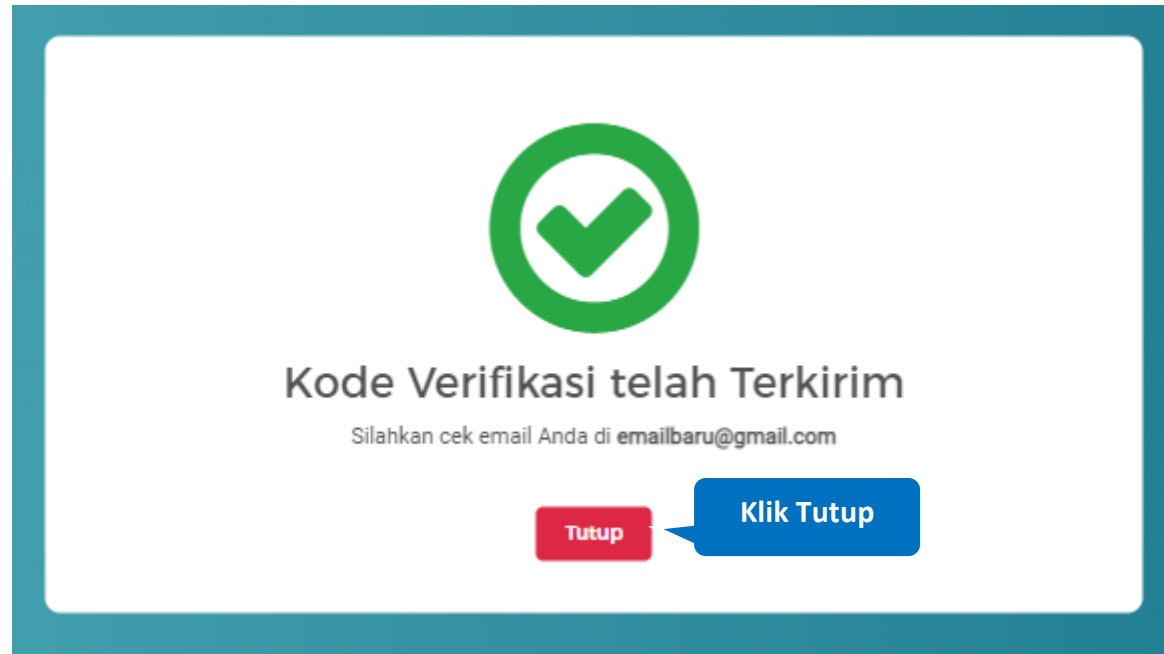 Kode Verifikasi telah Terkirim
Silahkan cek email Anda di emailbaru@gmail.com
Tutup
Klik Tutup